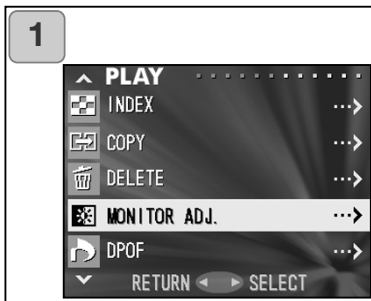 1
PLAY
INDEX
COPY
DELETE
MONITOR ADJ.
DPOF
RETURN SELECT